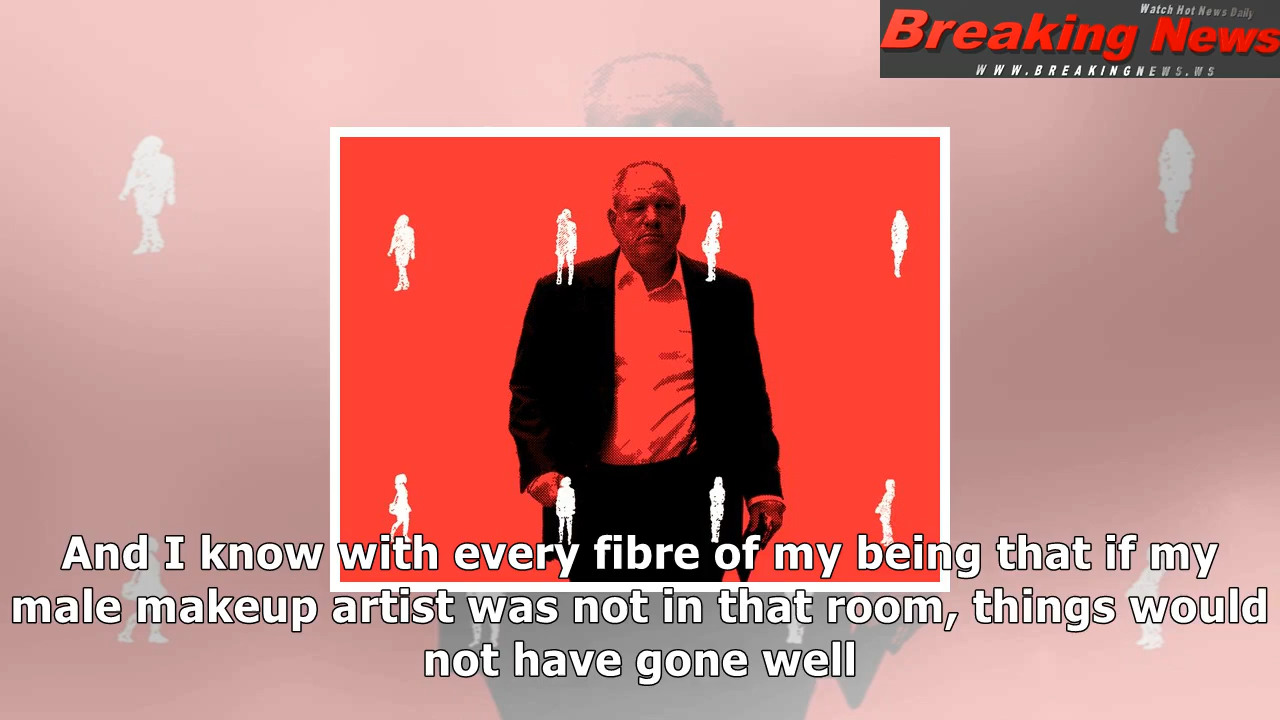 Watch Hot News Daily
Breaking News
WWW.BREAKINGNEWS.WS
And I know with every fibre of my being that if my
male makeup artist was not in that room, things would
not have gone well